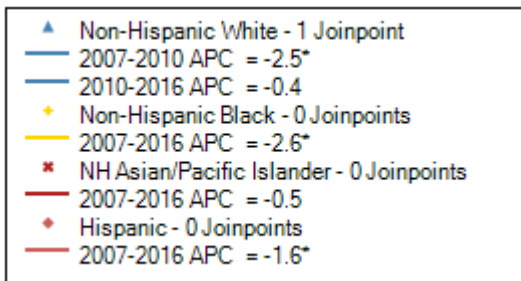 Non-Hispanic White - 1 Joinpoint
2007-2010 APC = -2.5*
2010-2016 APC = -0.4
Non-Hispanic Black - 0 Joinpoints
2007-2016 APC = -2.6*
NH Asian/Pacific Islander - 0 Joinpoints
2007-2016 APC = -0.5
Hispanic - 0 Joinpoints
2007-2016 APC = -1.6*